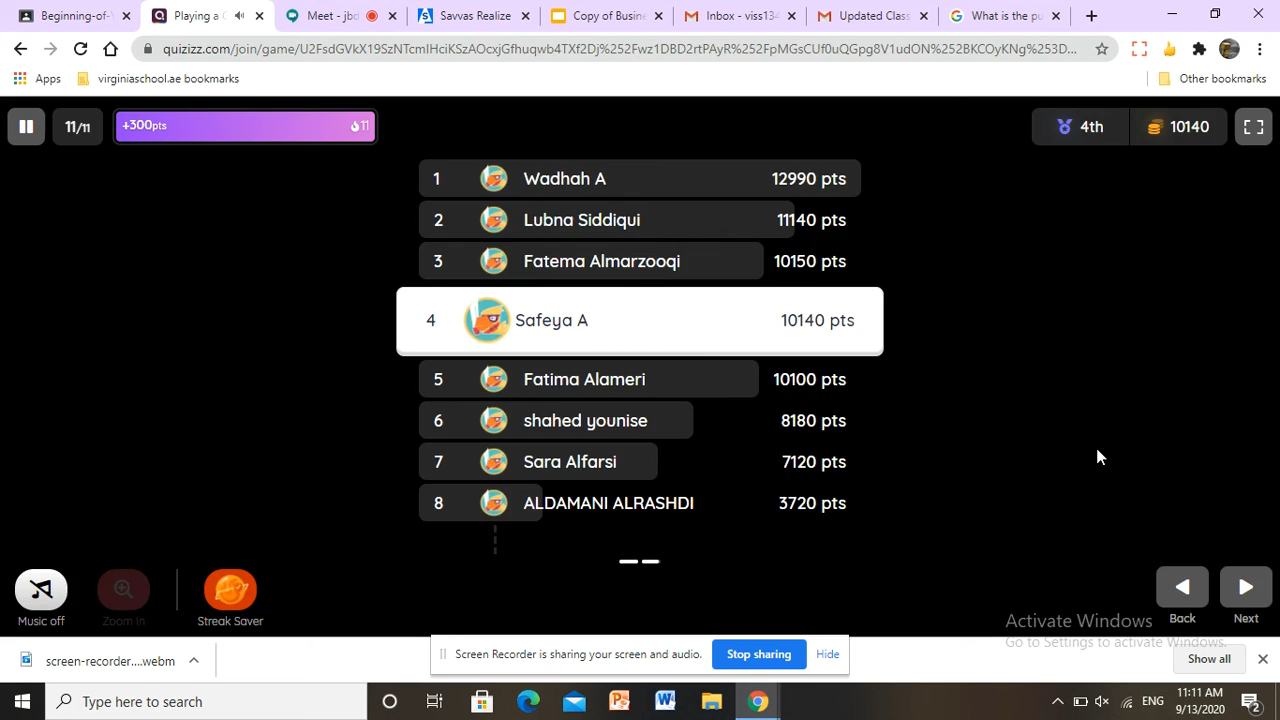 Beginning-of-Y
Playing a G
Meet - jbd
Savvas Realize
Copy of Busine
Inbox - viss134
Updated Class
What is the pu
quizizz.com/join/game/U2FsdGVkX19SzNTcmIHnKSzAOcxjGfhqwb4TXf2Dj%252Fwz1DBD2rtPAyR%252FpMGsCUf0uQGpg8V1udON%252BKCOyKNg%253D...
Apps
virginiaschool.ae bookmarks
Other bookmarks
11/11
+300pts
11
4th
10140
1 Wadhah A 12990 pts
2 Lubna Siddiqui 11140 pts
3 Fatema Almarzooqi 10150 pts
4 Safeya A 10140 pts
5 Fatima Alameri 10100 pts
6 shahed younise 8180 pts
7 Sara Alfarsi 7120 pts
8 ALDAMANI ALRASHDI 3720 pts
Music off
Zoom In
Streak Saver
Back
Next
Activate Windows
Go to Settings to activate Windows.
screen-recorder....webm
Screen Recorder is sharing your screen and audio.
Stop sharing
Hide
Show all
Type here to search
ENG
11:11 AM
9/13/2020
2